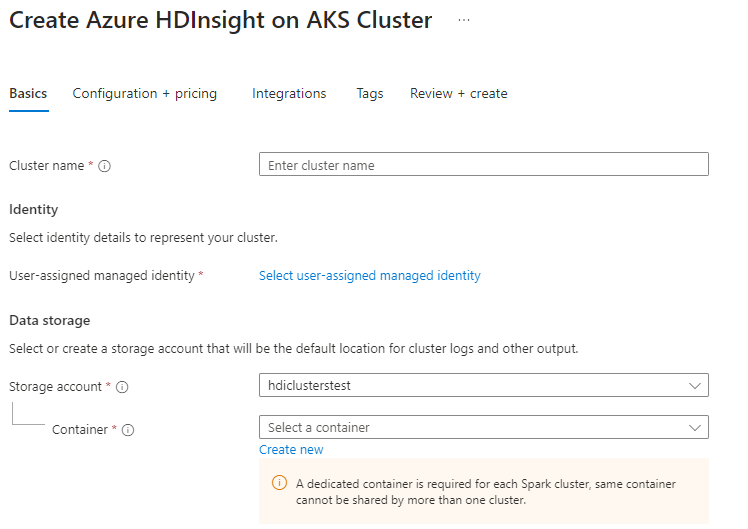 Create Azure HDInsight on AKS Cluster ...
Basics Configuration + pricing Integrations Tags Review + create
Cluster name * Enter cluster name
Identity
Select identity details to represent your cluster.
User-assigned managed identity * Select user-assigned managed identity
Data storage
Select or create a storage account that will be the default location for cluster logs and other output.
Storage account * hdiclusterstest
Container * Select a container
Create new
A dedicated container is required for each Spark cluster, same container
cannot be shared by more than one cluster.